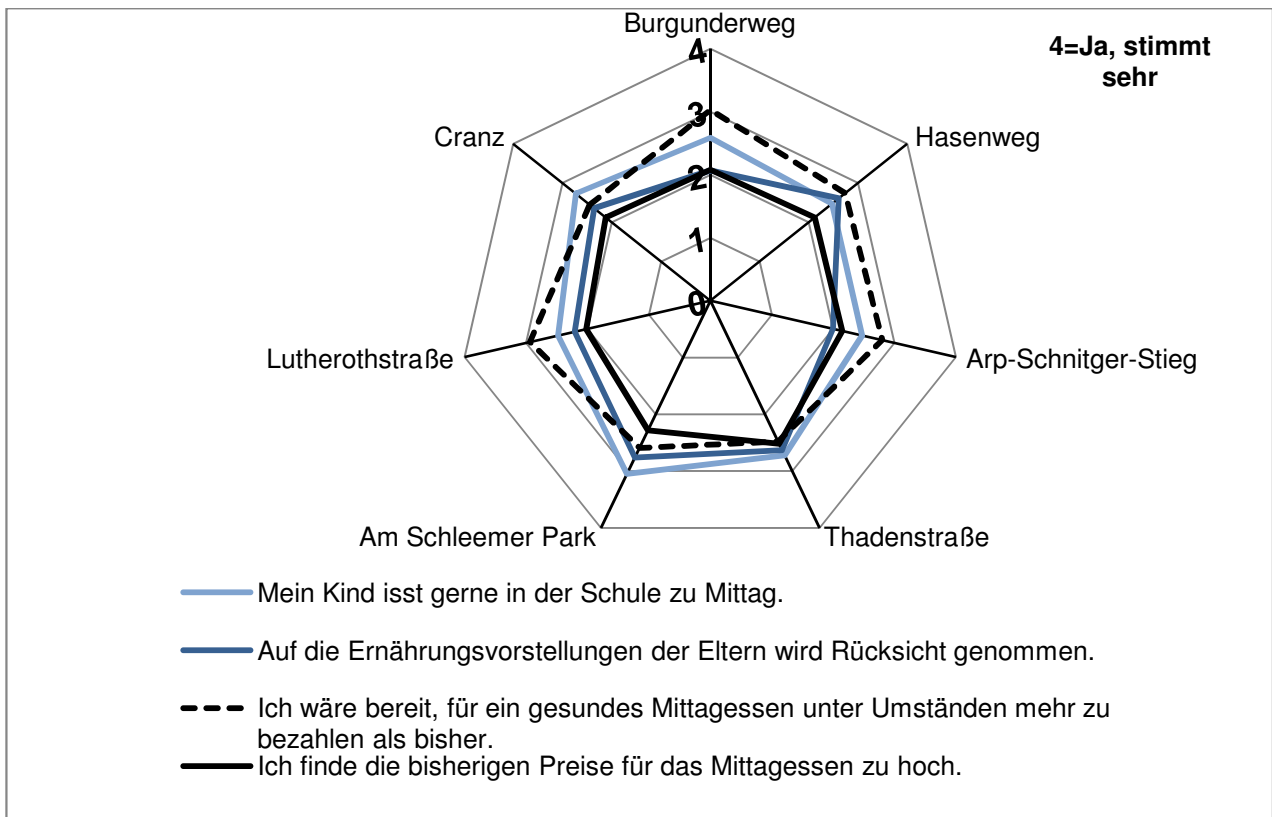 Burgunderweg
4=Ja, stimmt
sehr
4
3
2
1
0
Cranz
Hasenweg
Lutherothstraße
Arp-Schnitger-Stieg
Am Schleemer Park
Thadenstraße
Mein Kind isst gerne in der Schule zu Mittag.
Auf die Ernährungsvorstellungen der Eltern wird Rücksicht genommen.
Ich wäre bereit, für ein gesundes Mittagessen unter Umständen mehr zu
bezahlen als bisher.
Ich finde die bisherigen Preise für das Mittagessen zu hoch.